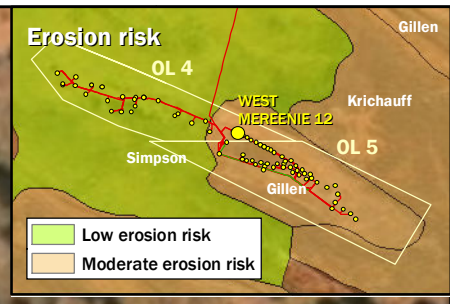 Gillen
Erosion risk
OL 4
WEST
MEREENIE 12
Krichauff
OL 5
Simpson
Gillen
Low erosion risk
Moderate erosion risk